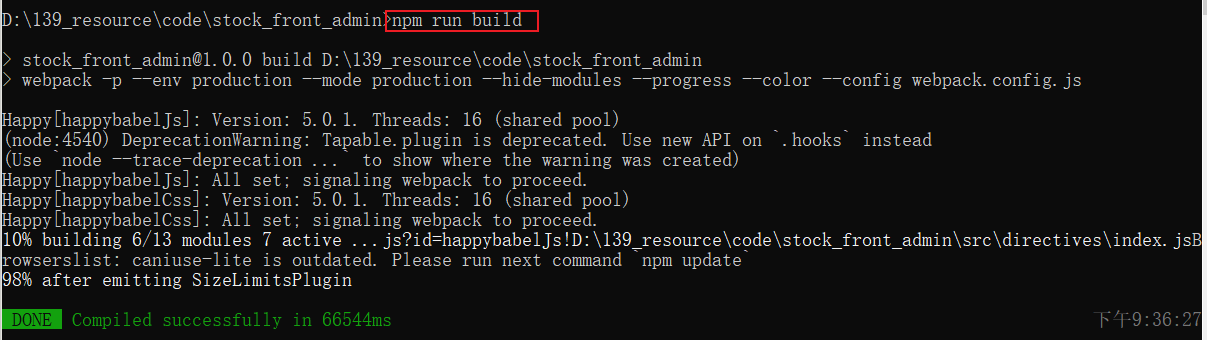 D:\139_resource\code\stock_front_admin>npm run build
> stock_front_admin@1.0.0 build D:\139_resource\code\stock_front_admin
> webpack -p --env production --mode production --hide-modules --progress --color --config webpack.config.js
Happy[happybabelJs]: Version: 5.0.1. Threads: 16 (shared pool)
(node:4540) DeprecationWarning: Tapable.plugin is deprecated. Use new API on `.hooks` instead
(Use `node --trace-deprecation ...` to show where the warning was created)
Happy[happybabelJs]: All set; signaling webpack to proceed.
Happy[happybabelCss]: Version: 5.0.1. Threads: 16 (shared pool)
Happy[happybabelCss]: All set; signaling webpack to proceed.
10% building 6/13 modules 7 active ...js?id=happybabelJs!D:\139_resource\code\stock_front_admin\src\directives\index.jsB
rowserslist: caniuse-lite is outdated. Please run next command `npm update`
98% after emitting SizeLimitsPlugin
DONE Compiled successfully in 66544ms 下午9:36:27